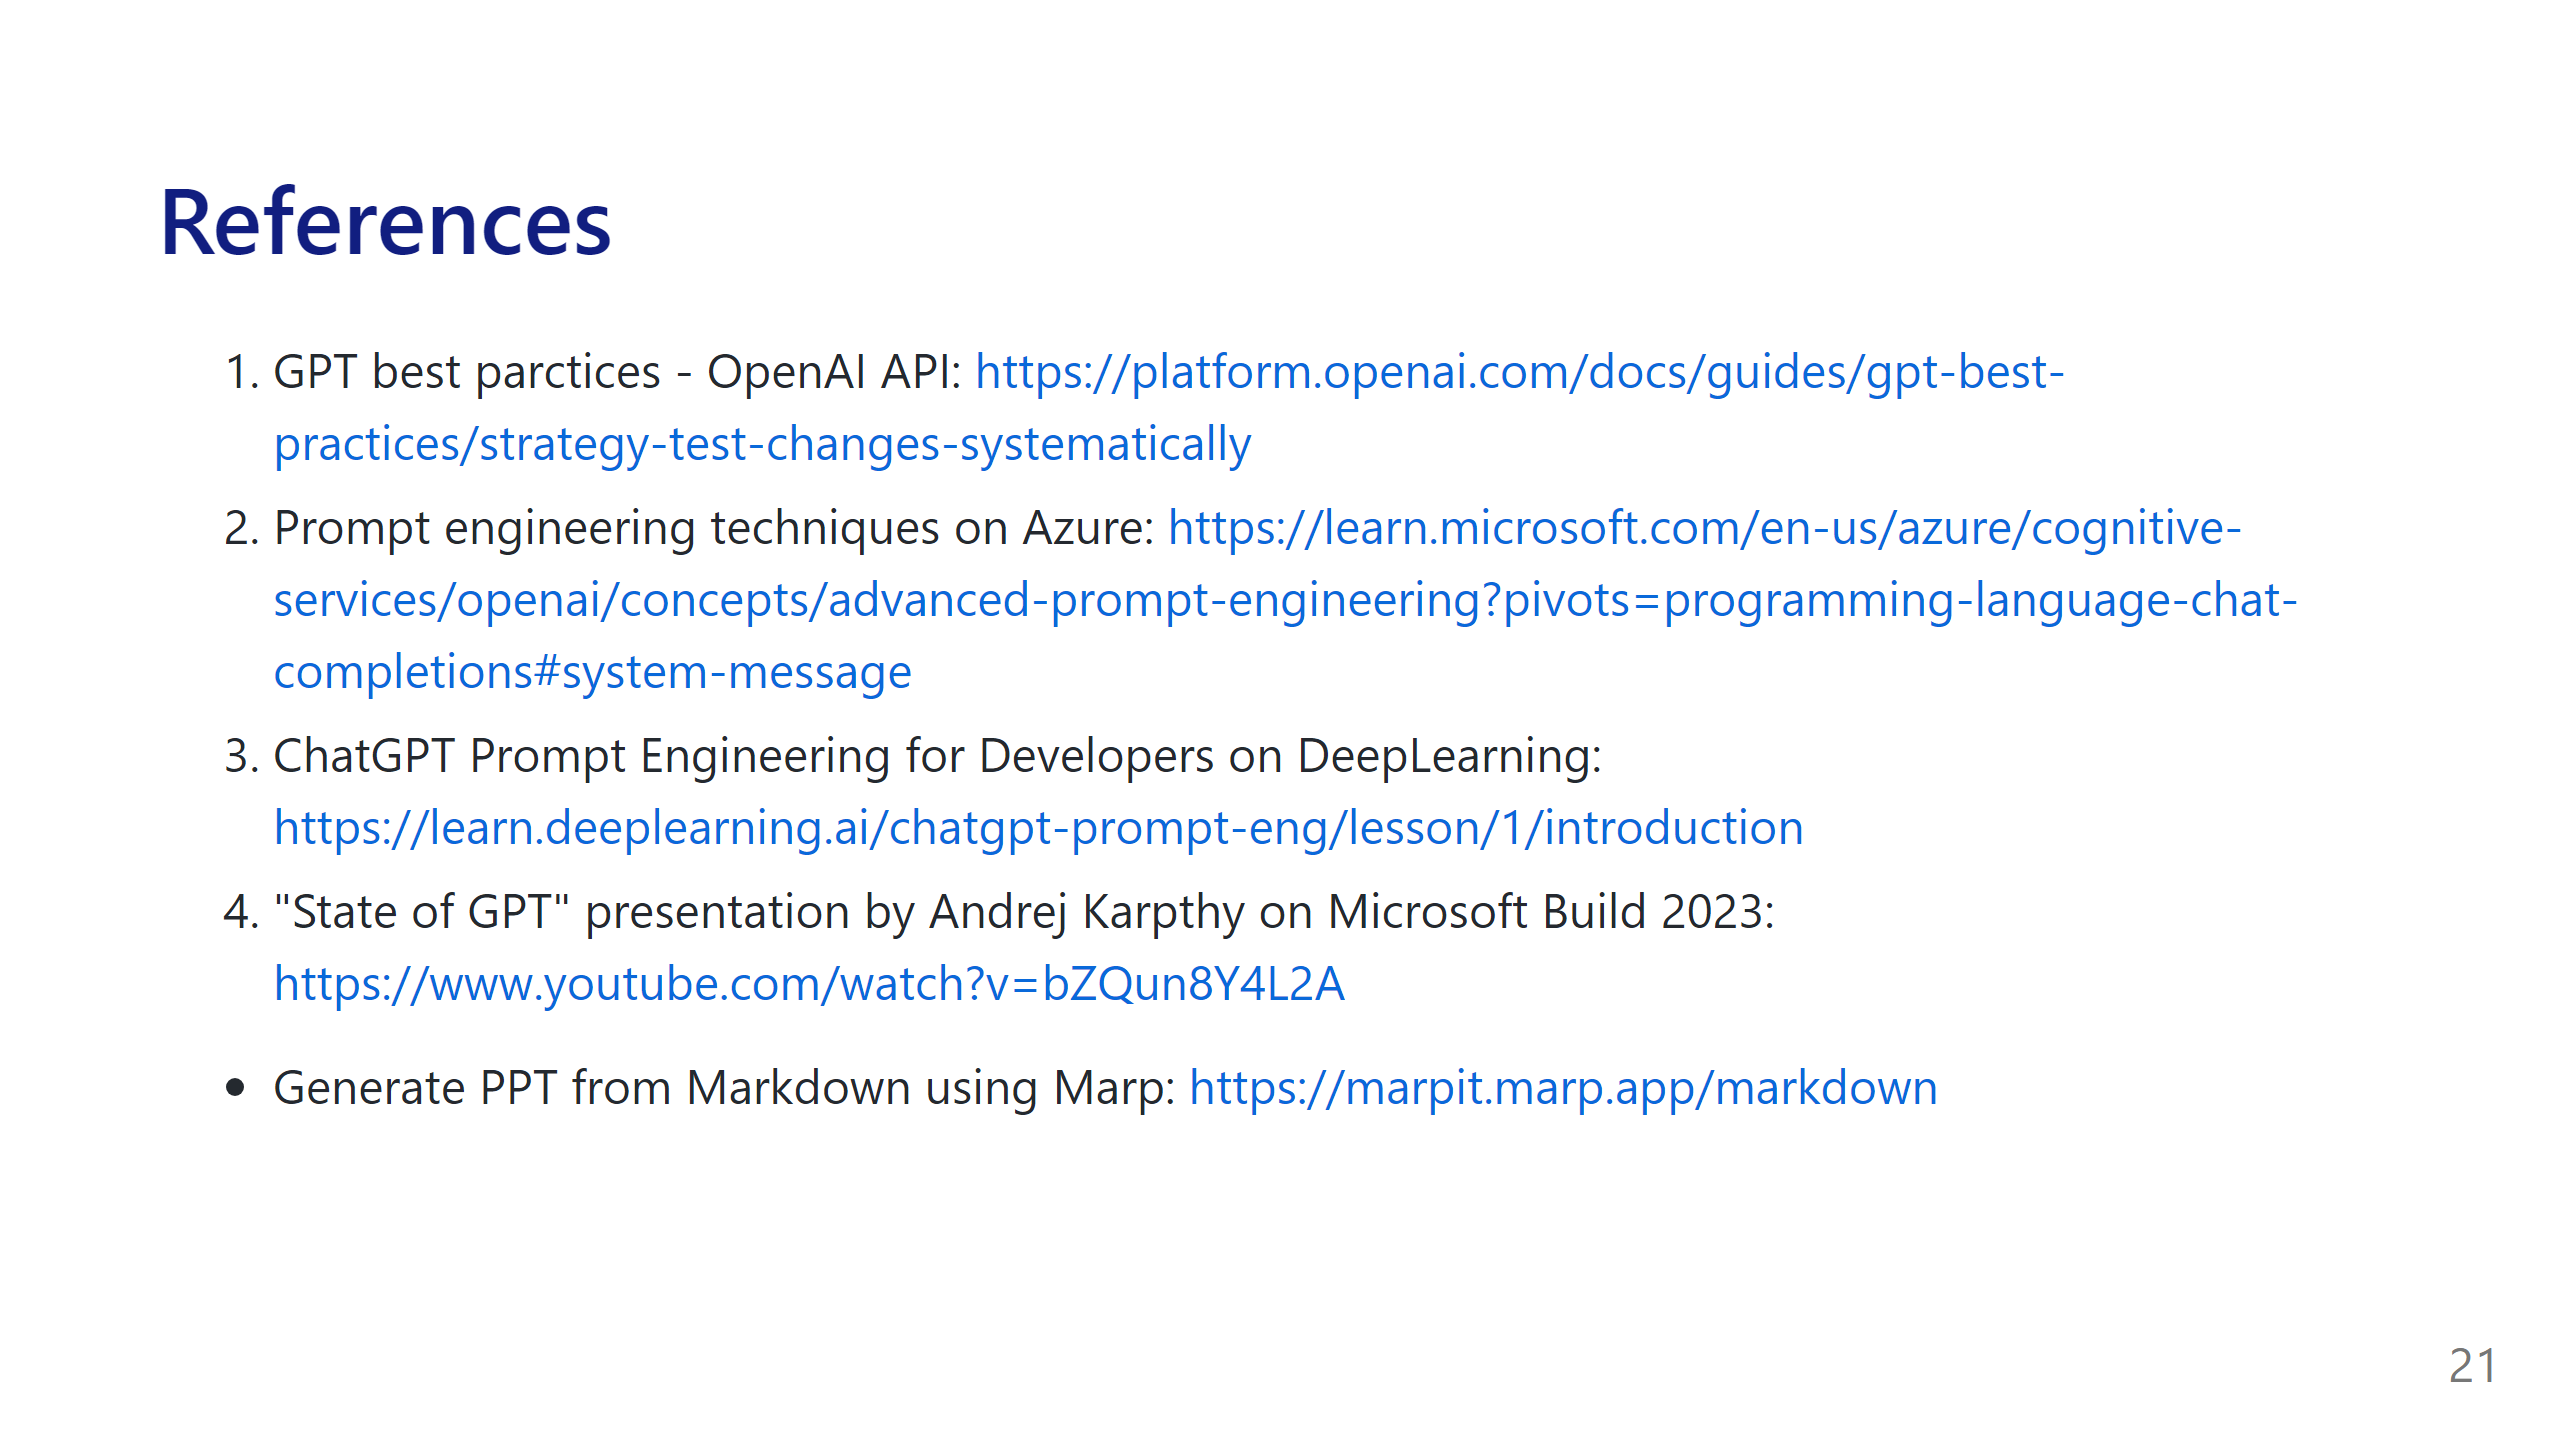 References
1. GPT best parctices - OpenAI API: https://platform.openai.com/docs/guides/gpt-best-
practices/strategy-test-changes-systematically
2. Prompt engineering techniques on Azure: https://learn.microsoft.com/en-us/azure/cognitive-
services/openai/concepts/advanced-prompt-engineering?pivots=programming-language-chat-
completions#system-message
3. ChatGPT Prompt Engineering for Developers on DeepLearning:
https://learn.deeplearning.ai/chatgpt-prompt-eng/lesson/1/introduction
4. "State of GPT" presentation by Andrej Karpthy on Microsoft Build 2023:
https://www.youtube.com/watch?v=bZQun8Y4L2A
• Generate PPT from Markdown using Marp: https://marpit.marp.app/markdown
21